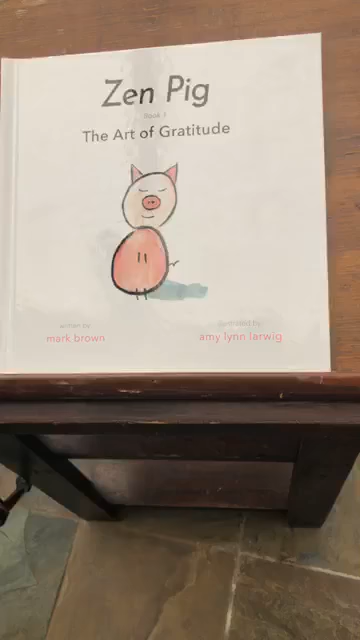 Zen Pig
Book 1
The Art of Gratitude
written by
mark brown
illustrated by
amy lynn larwig